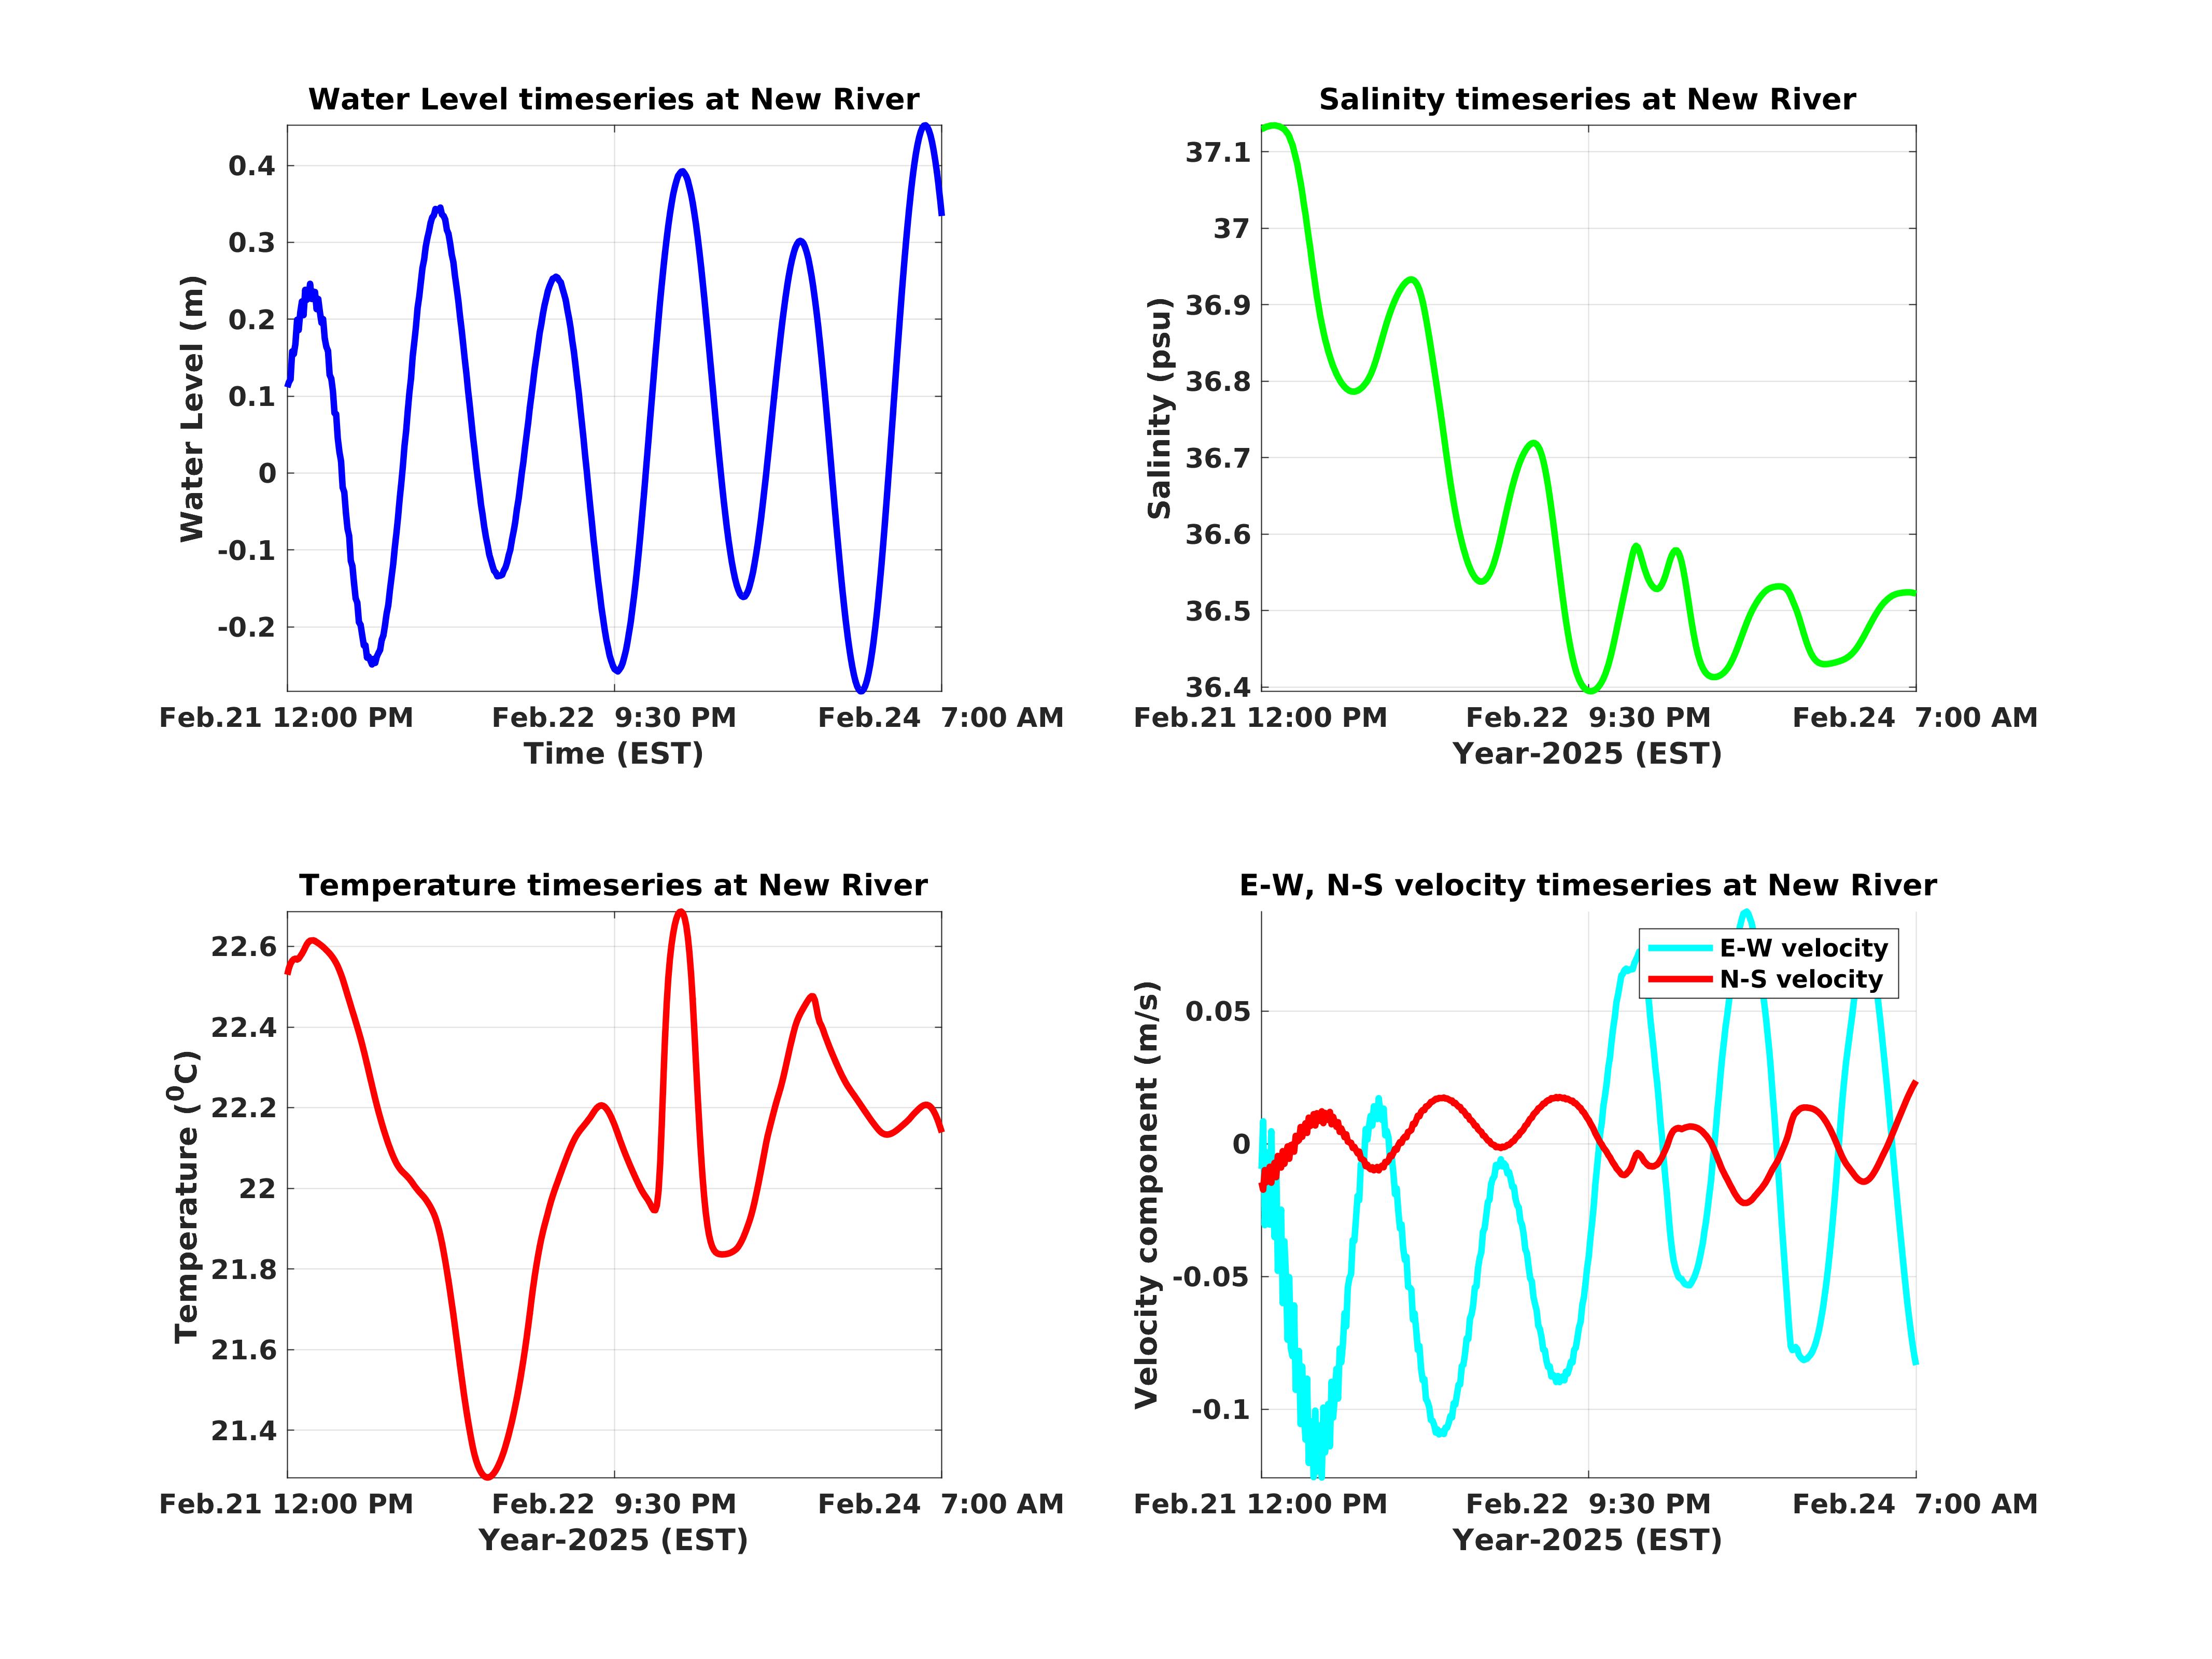 Water Level timeseries at New River
Water Level (m)
0.4
0.3
0.2
0.1
0
-0.1
-0.2
Feb.21 12:00 PM
Feb.22  9:30 PM
Feb.24  7:00 AM
Time (EST)
Salinity timeseries at New River
Salinity (psu)
37.1
37
36.9
36.8
36.7
36.6
36.5
36.4
Feb.21 12:00 PM
Feb.22  9:30 PM
Feb.24  7:00 AM
Year-2025 (EST)
Temperature timeseries at New River
Temperature (⁰C)
22.6
22.4
22.2
22
21.8
21.6
21.4
Feb.21 12:00 PM
Feb.22  9:30 PM
Feb.24  7:00 AM
Year-2025 (EST)
E-W, N-S velocity timeseries at New River
Velocity component (m/s)
E-W velocity
N-S velocity
0.05
0
-0.05
-0.1
Feb.21 12:00 PM
Feb.22  9:30 PM
Feb.24  7:00 AM
Year-2025 (EST)